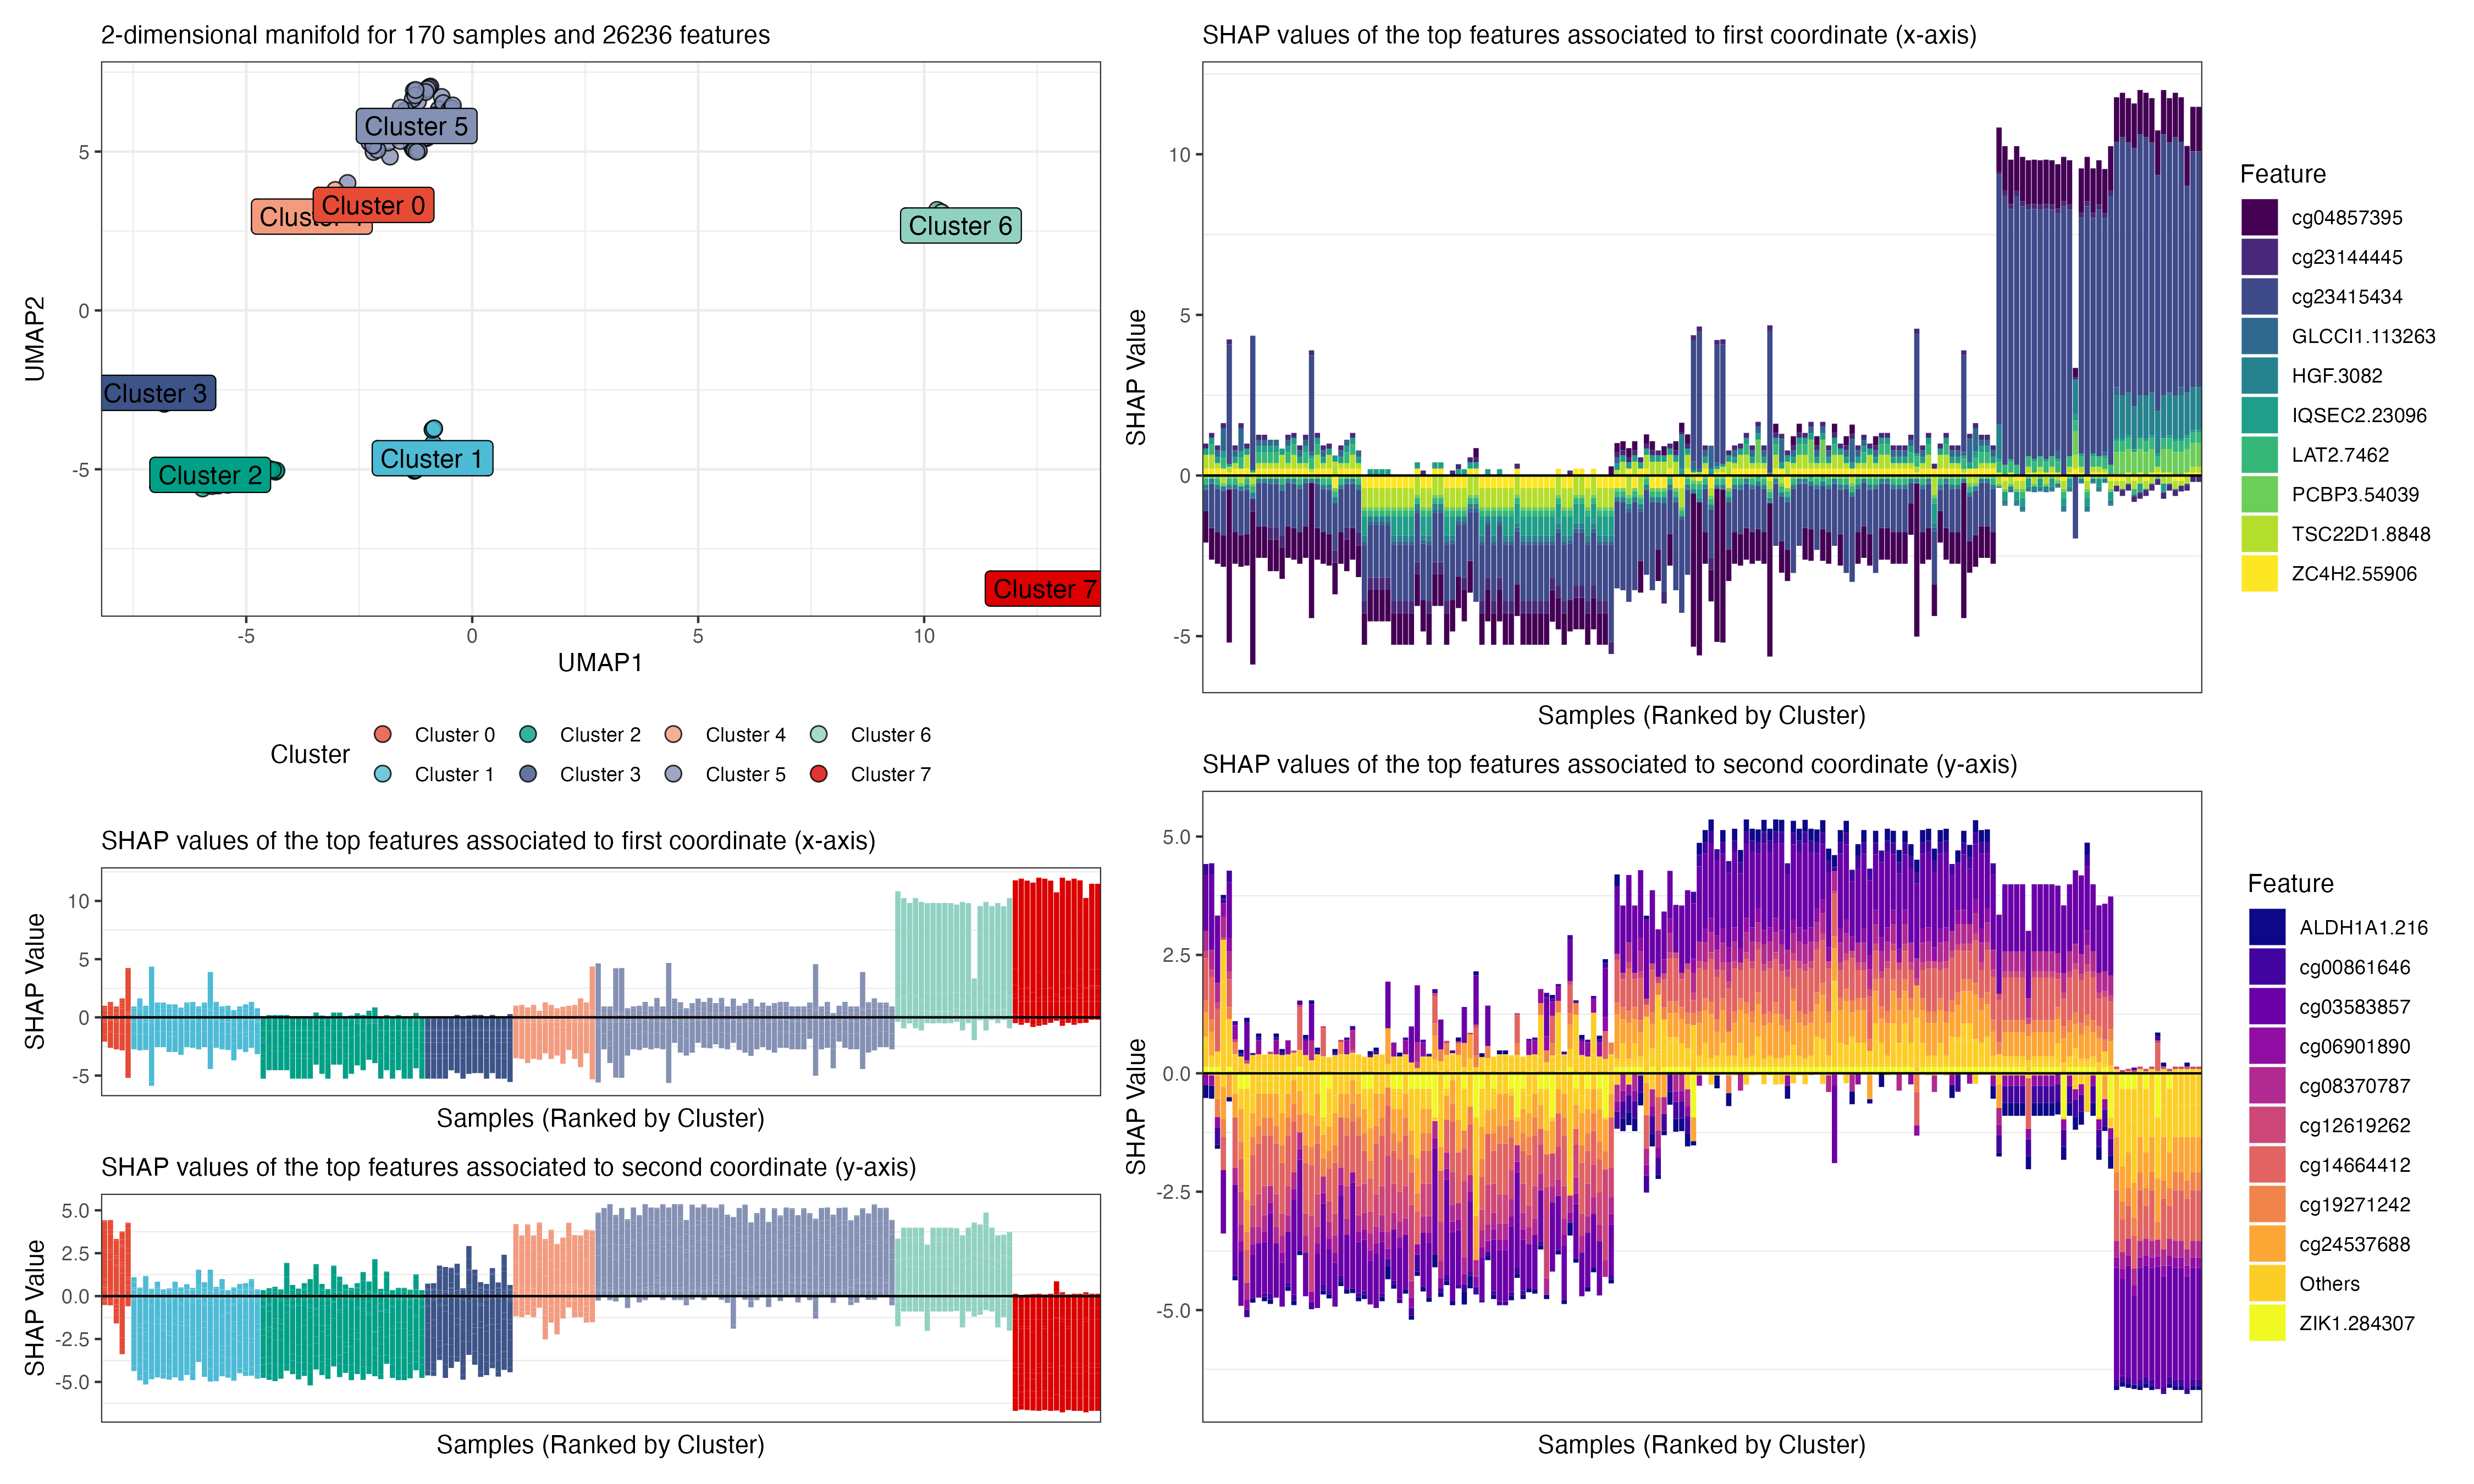 2-dimensional manifold for 170 samples and 26236 features
UMAP2
5
0
-5
Cluster 5
Cluster 0
Cluster 6
Cluster 3
Cluster 1
Cluster 2
Cluster 7
-5
0
5
10
UMAP1
Cluster
Cluster 0
Cluster 2
Cluster 4
Cluster 6
Cluster 1
Cluster 3
Cluster 5
Cluster 7
SHAP values of the top features associated to first coordinate (x-axis)
SHAP Value
10
5
0
-5
Samples (Ranked by Cluster)
SHAP values of the top features associated to second coordinate (y-axis)
SHAP Value
5.0
2.5
0.0
-2.5
-5.0
Samples (Ranked by Cluster)
SHAP values of the top features associated to first coordinate (x-axis)
SHAP Value
10
5
0
-5
Samples (Ranked by Cluster)
Feature
cg04857395
cg23144445
cg23415434
GLCCI1.113263
HGF.3082
IQSEC2.23096
LAT2.7462
PCBP3.54039
TSC22D1.8848
ZC4H2.55906
SHAP values of the top features associated to second coordinate (y-axis)
SHAP Value
5.0
2.5
0.0
-2.5
-5.0
Samples (Ranked by Cluster)
Feature
ALDH1A1.216
cg00861646
cg03583857
cg06901890
cg08370787
cg12619262
cg14664412
cg19271242
cg24537688
Others
ZIK1.284307